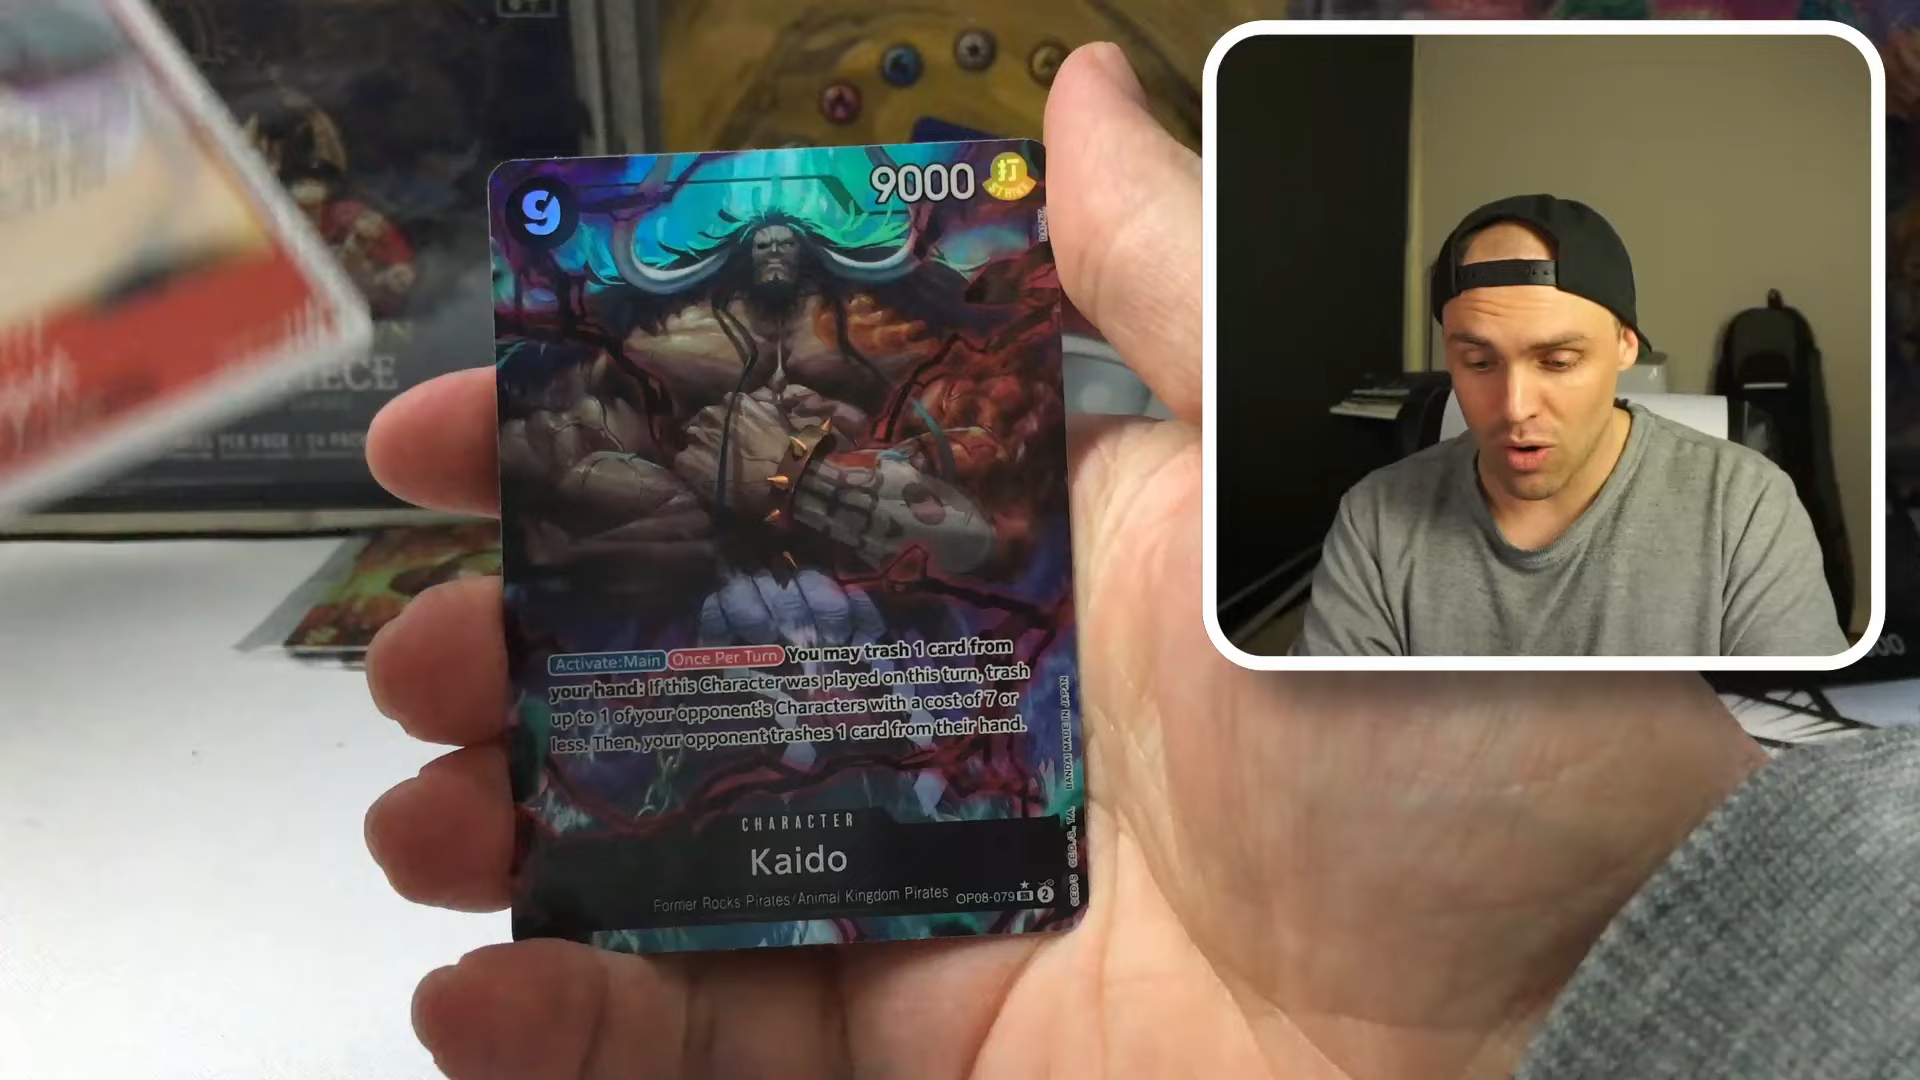 9
9000
打
STRIKE
Activate:Main Once Per Turn You may trash 1 card from
your hand: If this Character was played on this turn, trash
up to 1 of your opponent's Characters with a cost of 7 or
less. Then, your opponent trashes 1 card from their hand.
BANDAI MADE IN JAPAN
CHARACTER
Kaido
Former Rocks Pirates/Animal Kingdom Pirates
OP08-079 SR 2
PIECE
PER PACK